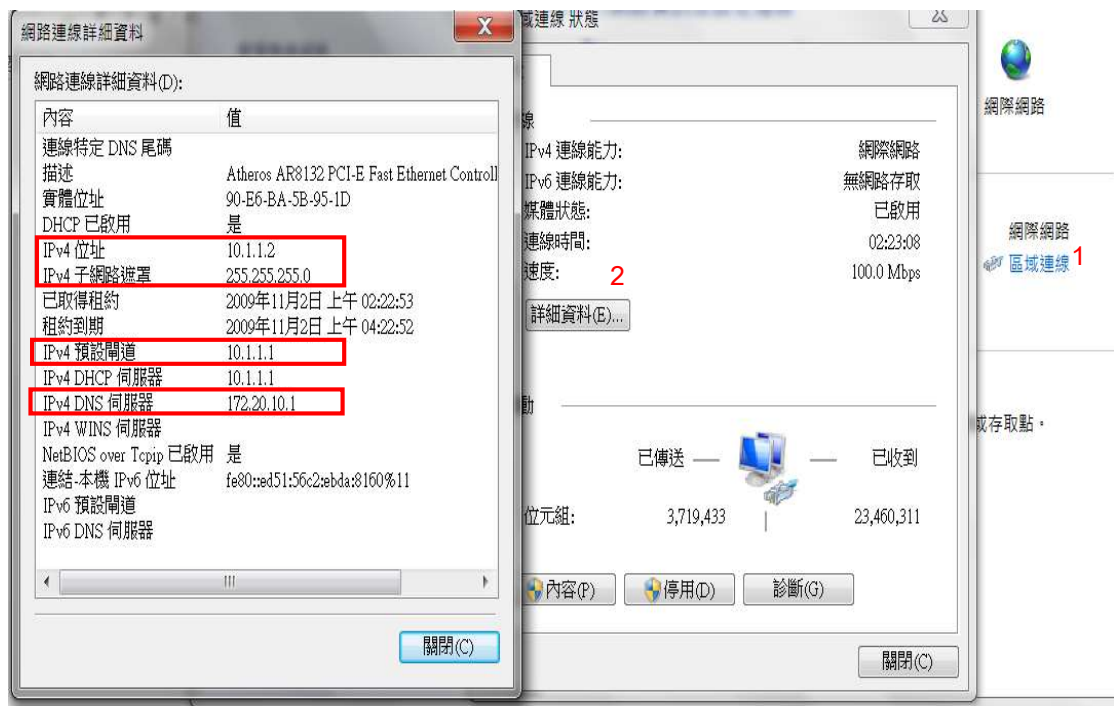 網路連線詳細資料
網路連線詳細資料(D):
內容 值
連線特定 DNS 尾碼
描述 Atheros AR8132 PCI-E Fast Ethernet Controll
實體位址 90-E6-BA-5B-95-1D
DHCP 已啟用 是
IPv4 位址 10.1.1.2
IPv4 子網路遮罩 255.255.255.0
已取得租約 2009年11月2日 上午 02:22:53
租約到期 2009年11月2日 上午 04:22:52
IPv4 預設閘道 10.1.1.1
IPv4 DHCP 伺服器 10.1.1.1
IPv4 DNS 伺服器 172.20.10.1
IPv4 WINS 伺服器
NetBIOS over Tcpip 已啟用 是
連結-本機 IPv6 位址 fe80::ed51:56c2:ebda:8160%11
IPv6 預設閘道
IPv6 DNS 伺服器
關閉(C)
域連線 狀態
線
IPv4 連線能力: 網際網路
IPv6 連線能力: 無網路存取
媒體狀態: 已啟用
連線時間: 02:23:08
速度: 100.0 Mbps
2
詳細資料(E)...
動
已傳送 — — 已收到
位元組: 3,719,433 23,460,311
內容(P) 停用(D) 診斷(G)
關閉(C)
網際網路
網際網路
區域連線 1
或存取點。